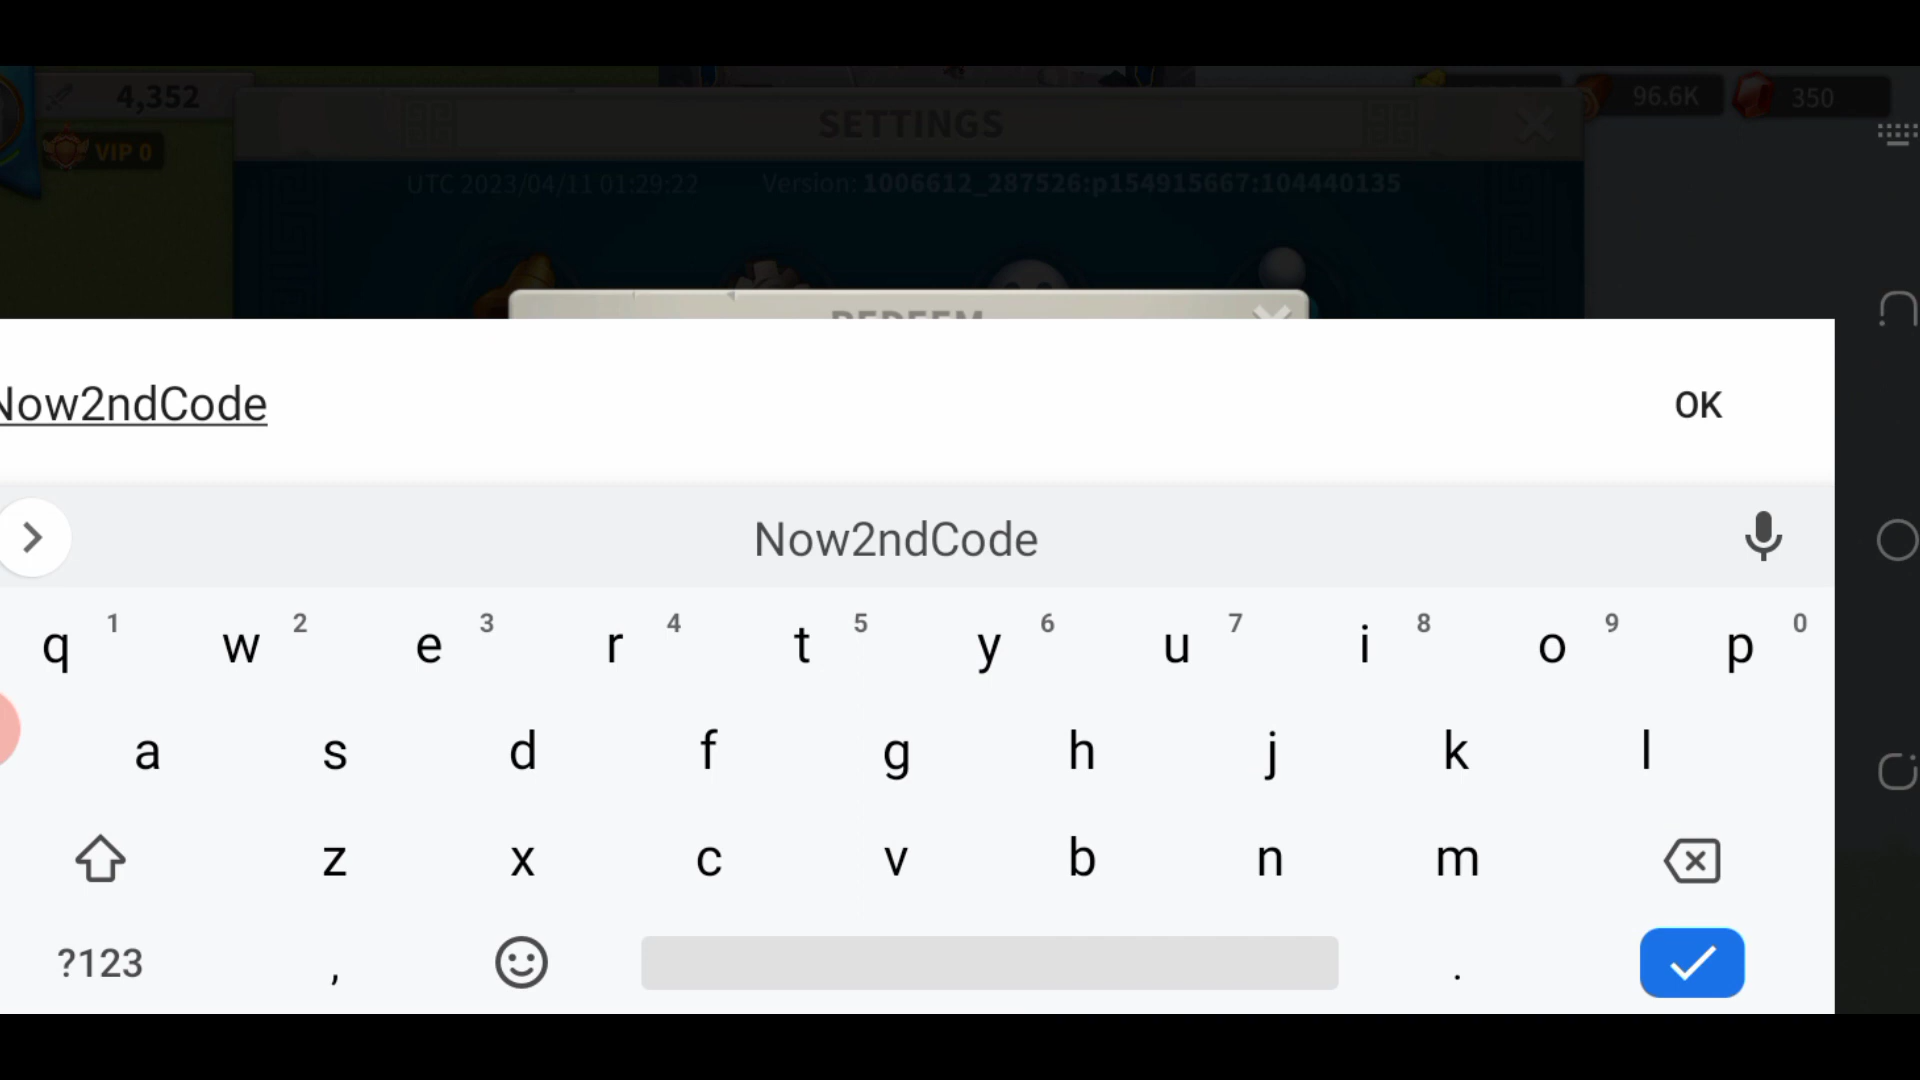 4,352
96.6K
350
SETTINGS
VIP 0
UTC 2023/04/11 01:29:22
Version: 1006612_287526:p154915667:104440135
REDEEM
Now2ndCode
OK
Now2ndCode
1 2 3 4 5 6 7 8 9 0
q w e r t y u i o p
a s d f g h j k l
z x c v b n m
?123 , .